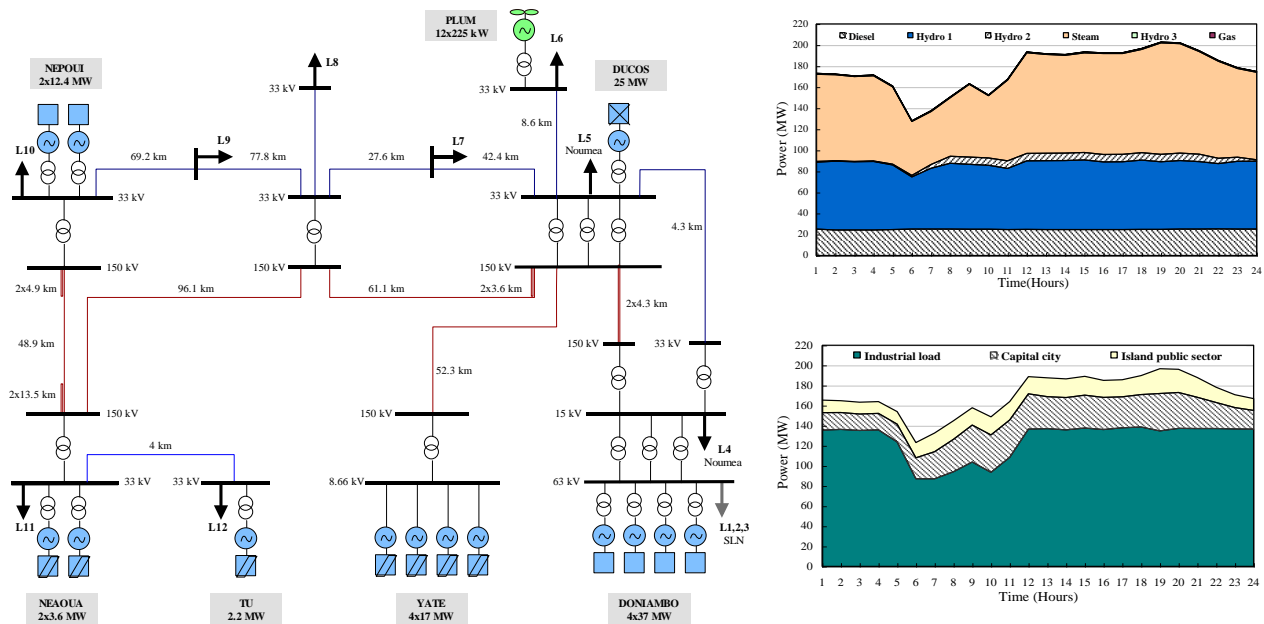 PLUM
12x225 kW
L6
L8
NEPOUI
2x12.4 MW
DUCOS
25 MW
33 kV
33 kV
8.6 km
L10
69.2 km
L9
77.8 km
27.6 km
L7
42.4 km
L5
Noumea
33 kV
33 kV
33 kV
4.3 km
150 kV
150 kV
150 kV
2x4.9 km
96.1 km
61.1 km
2x3.6 km
2x4.3 km
48.9 km
150 kV
33 kV
52.3 km
2x13.5 km
150 kV
150 kV
15 kV
4 km
L4
Noumea
33 kV
33 kV
8.66 kV
63 kV
L11
L12
L1,2,3
SLN
NEAOUA
2x3.6 MW
TU
2.2 MW
YATE
4x17 MW
DONIAMBO
4x37 MW
220
200
180
160
140
120
100
80
60
40
20
0
Power (MW)
Diesel Hydro 1 Hydro 2 Steam Hydro 3 Gas
1 2 3 4 5 6 7 8 9 10 11 12 13 14 15 16 17 18 19 20 21 22 23 24
Time(Hours)
220
200
180
160
140
120
100
80
60
40
20
0
Power (MW)
Industrial load Capital city Island public sector
1 2 3 4 5 6 7 8 9 10 11 12 13 14 15 16 17 18 19 20 21 22 23 24
Time (Hours)